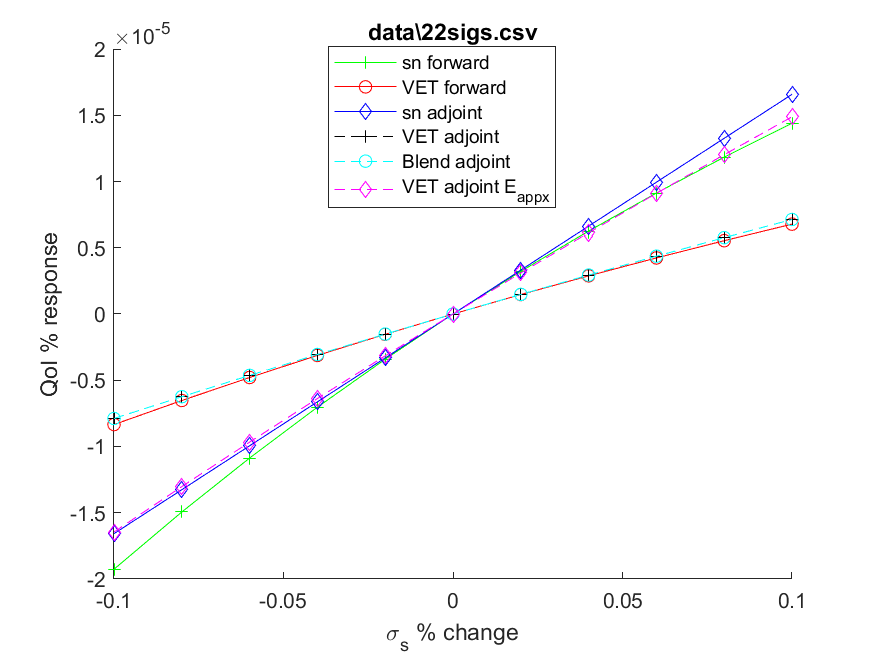 data\22sigs.csv
×10⁻⁵
sn forward
VET forward
sn adjoint
VET adjoint
Blend adjoint
VET adjoint E_appx
2
1.5
1
0.5
0
-0.5
-1
-1.5
-2
QoI % response
-0.1 -0.05 0 0.05 0.1
σ_s % change